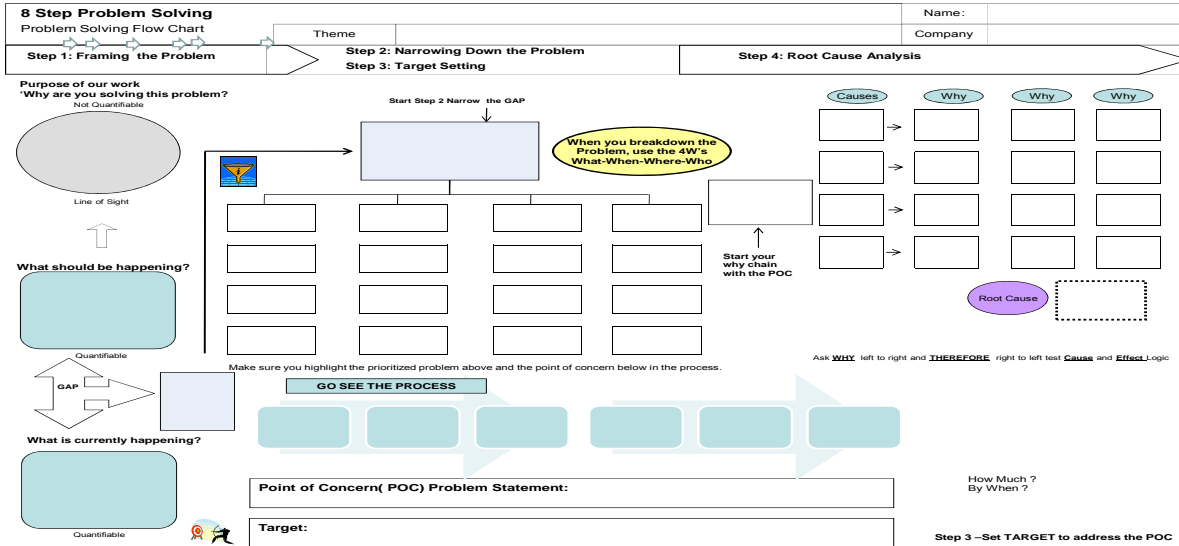 8 Step Problem Solving
Name:
Problem Solving Flow Chart
Theme
Company
Step 1: Framing the Problem
Step 2: Narrowing Down the Problem
Step 3: Target Setting
Step 4: Root Cause Analysis
Purpose of our work
'Why are you solving this problem?
Not Quantifiable
Line of Sight
What should be happening?
Quantifiable
GAP
What is currently happening?
Quantifiable
Start Step 2 Narrow the GAP
When you breakdown the
Problem, use the 4W's
What-When-Where-Who
Start your
why chain
with the POC
Causes
Why
Why
Why
Root Cause
Ask WHY left to right and THEREFORE right to left test Cause and Effect Logic
Make sure you highlight the prioritized problem above and the point of concern below in the process.
GO SEE THE PROCESS
Point of Concern( POC) Problem Statement:
How Much ?
By When ?
Target:
Step 3 –Set TARGET to address the POC